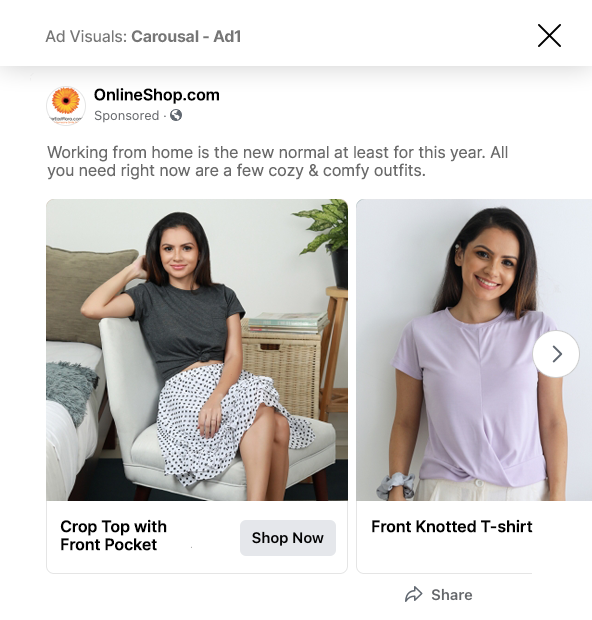 Ad Visuals: Carousal - Ad1
OnlineShop.com
Sponsored ·
Working from home is the new normal at least for this year. All
you need right now are a few cozy & comfy outfits.
Crop Top with
Front Pocket
Shop Now
Front Knotted T-shirt
Share